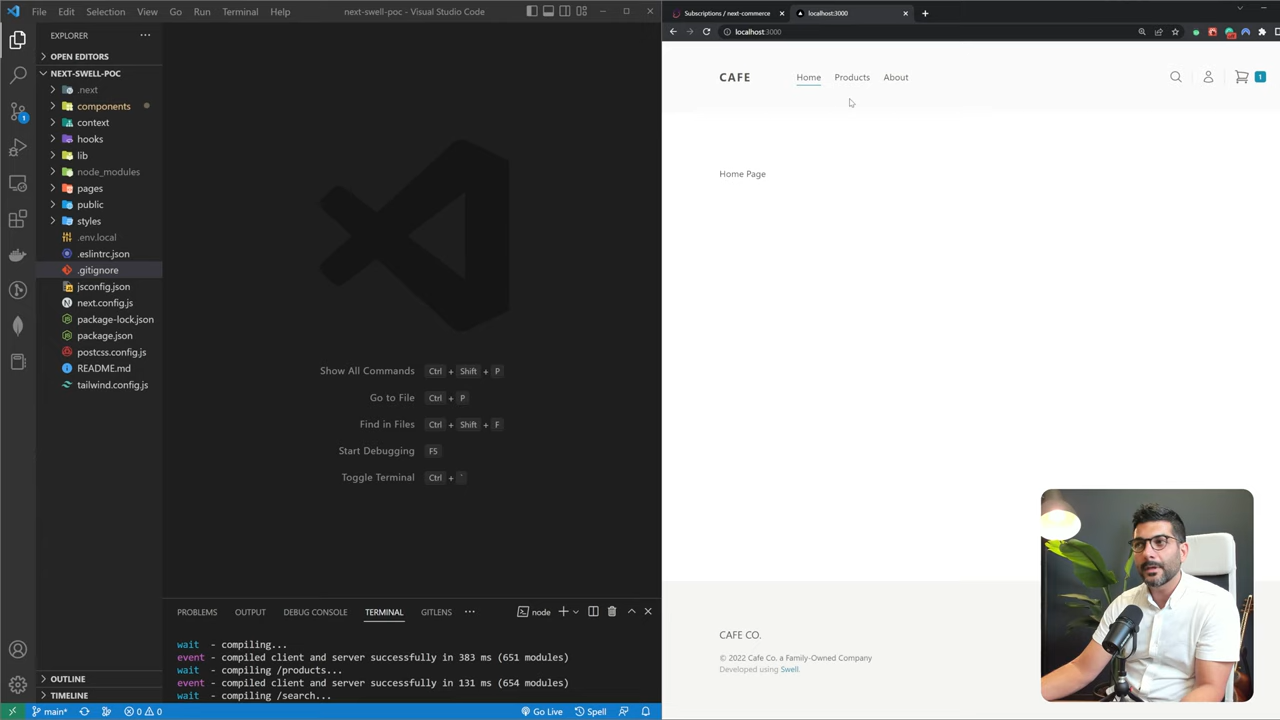 File Edit Selection View Go Run Terminal Help
next-swell-poc - Visual Studio Code
EXPLORER
OPEN EDITORS
NEXT-SWELL-POC
.next
components
context
hooks
lib
node_modules
pages
public
styles
.env.local
.eslintrc.json
.gitignore
jsconfig.json
next.config.js
package-lock.json
package.json
postcss.config.js
README.md
tailwind.config.js
OUTLINE
TIMELINE
1
Show All Commands Ctrl + Shift + P
Go to File Ctrl + P
Find in Files Ctrl + Shift + F
Start Debugging F5
Toggle Terminal Ctrl + `
PROBLEMS OUTPUT DEBUG CONSOLE TERMINAL GITLENS ··· node
wait - compiling...
event - compiled client and server successfully in 383 ms (651 modules)
wait - compiling /products...
event - compiled client and server successfully in 131 ms (654 modules)
wait - compiling /search...
main* 0 0 Go Live Spell
Subscriptions / next-commerce
localhost:3000
localhost:3000
CAFE Home Products About 1
Home Page
CAFE CO.
© 2022 Cafe Co. a Family-Owned Company
Developed using Swell.